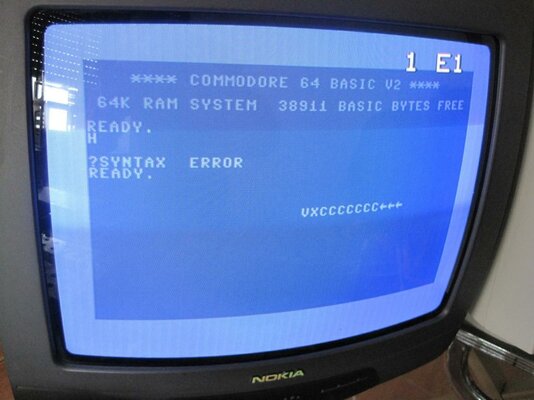 1 E1
**** COMMODORE 64 BASIC V2 ****
64K RAM SYSTEM 38911 BASIC BYTES FREE
READY.
H
?SYNTAX ERROR
READY.
VXCCCCCCC←←←
NOKIA